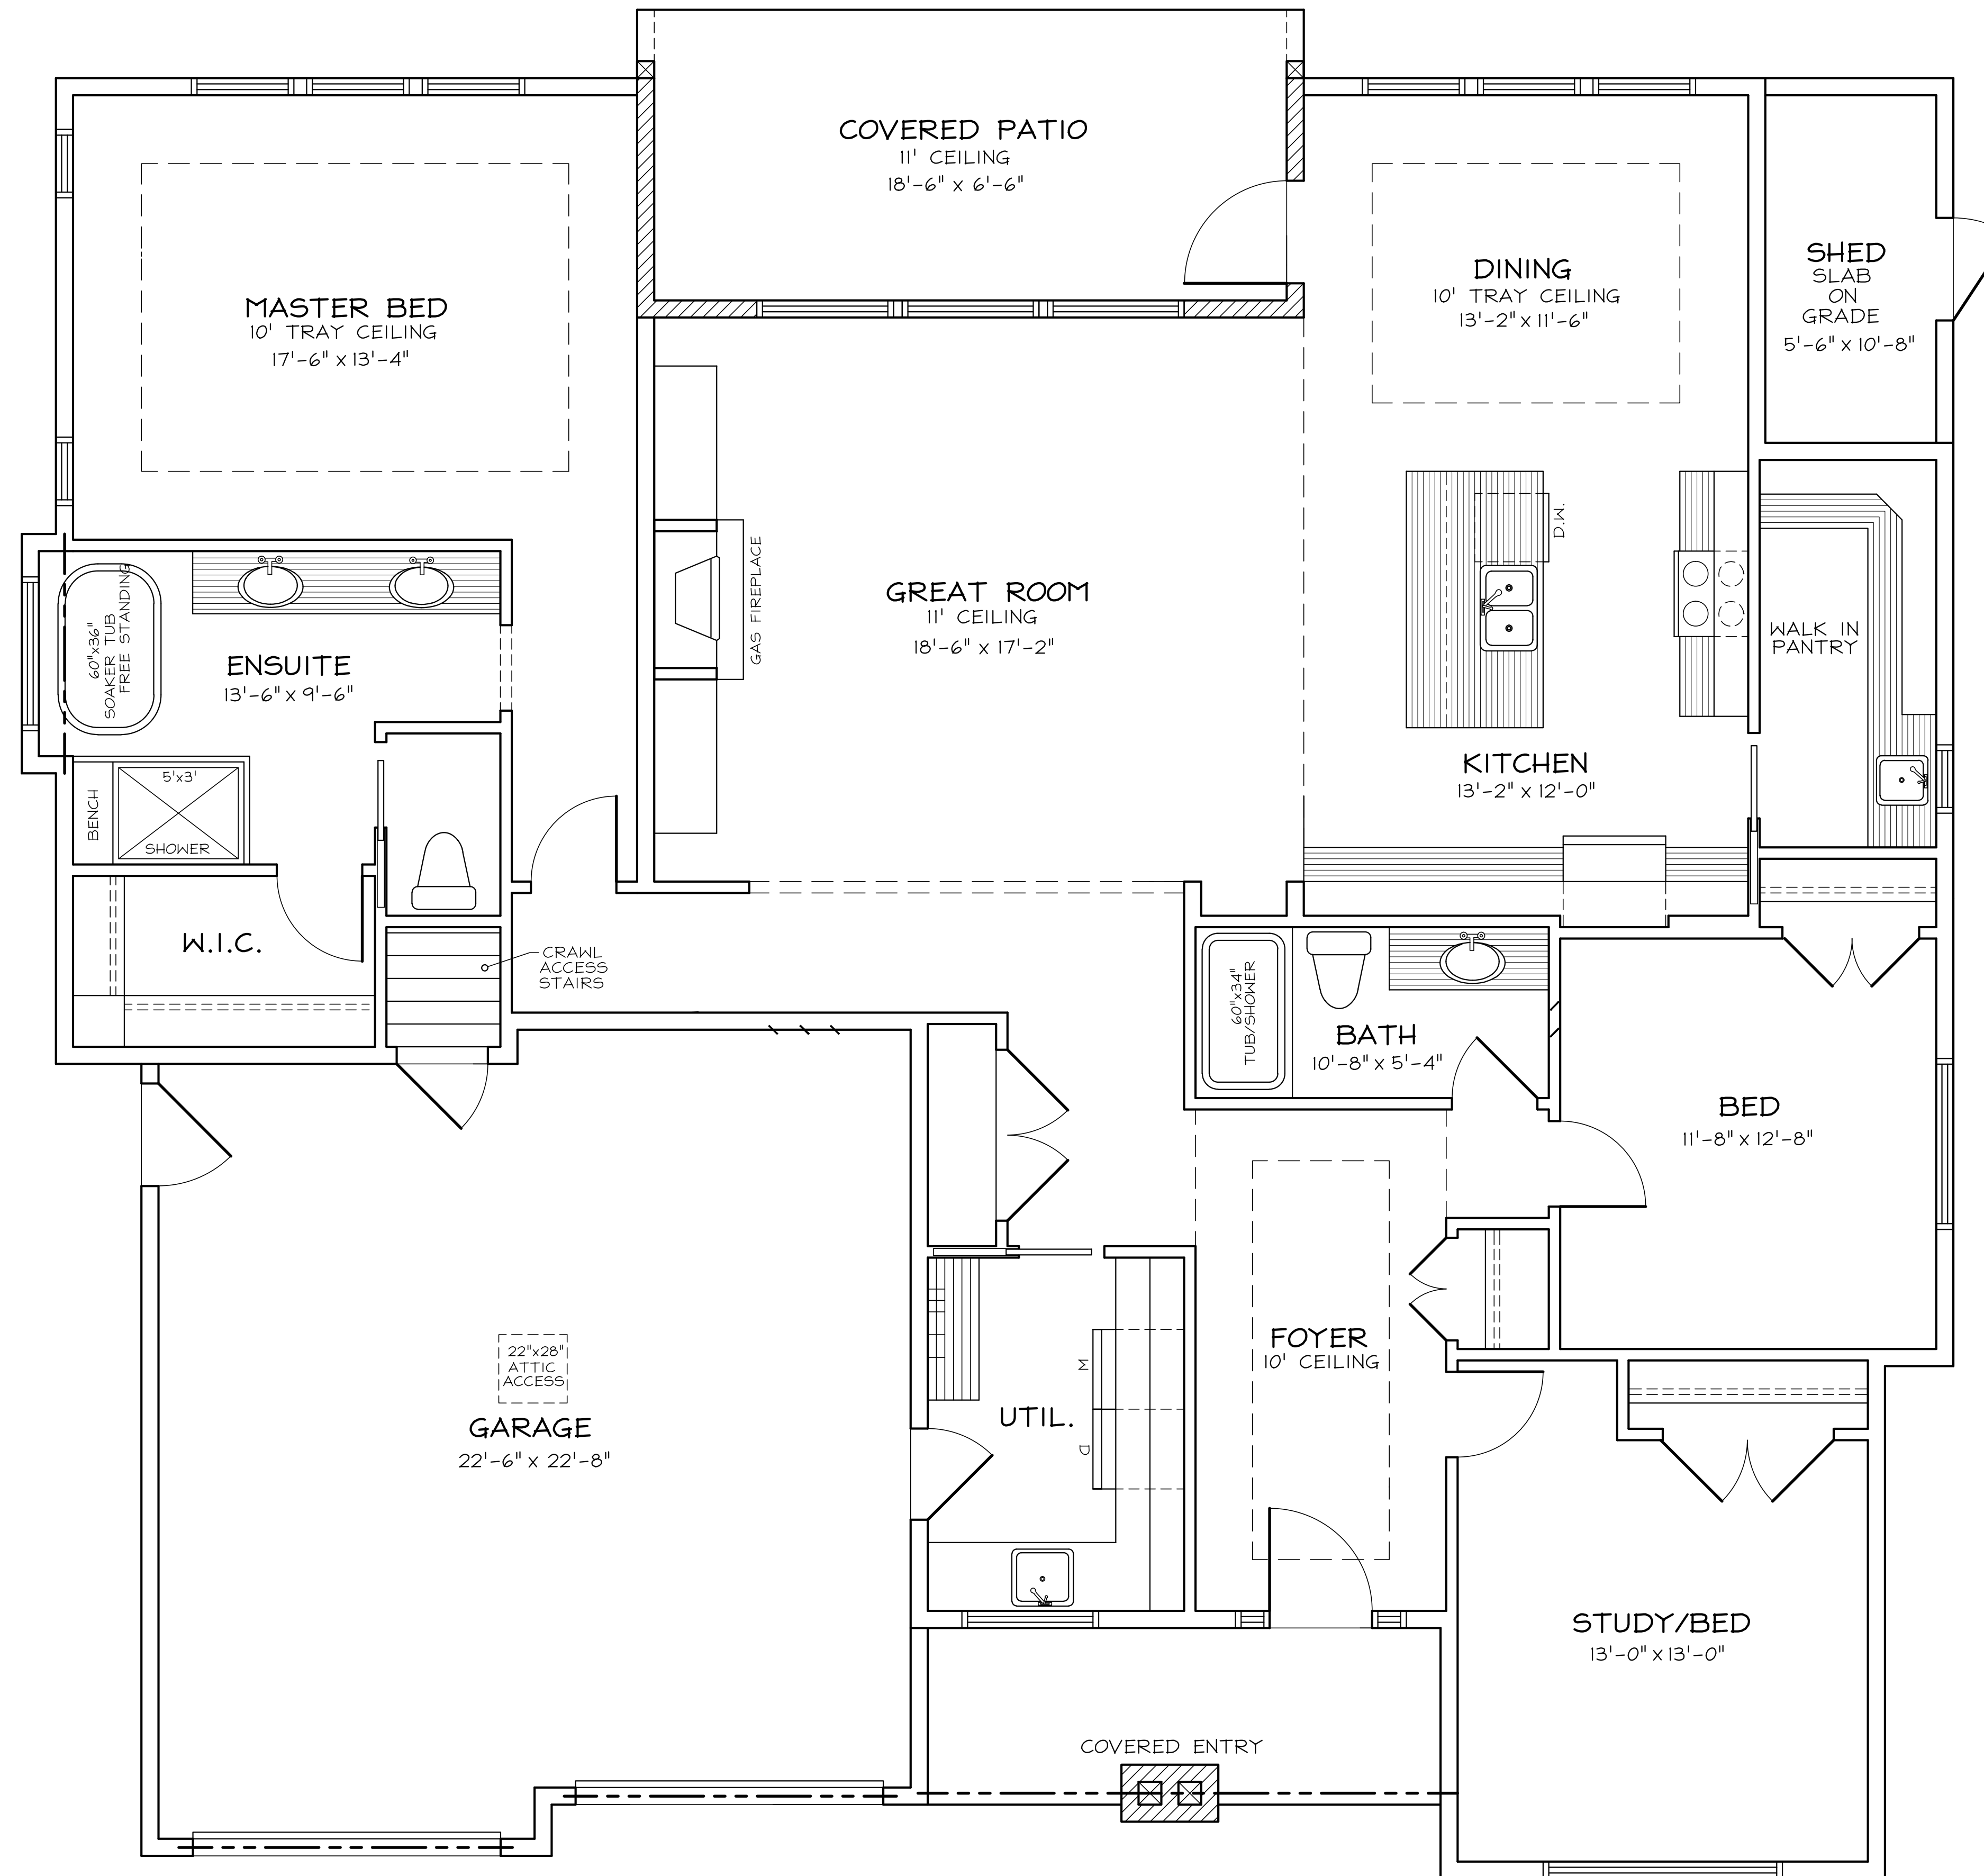 COVERED PATIO
11' CEILING
18'-6" x 6'-6"
MASTER BED
10' TRAY CEILING
17'-6" x 13'-4"
DINING
10' TRAY CEILING
13'-2" x 11'-6"
SHED
SLAB
ON
GRADE
5'-6" x 10'-8"
60"x36"
SOAKER TUB
FREE STANDING
ENSUITE
13'-6" x 9'-6"
GAS FIREPLACE
GREAT ROOM
11' CEILING
18'-6" x 17'-2"
D.W.
WALK IN
PANTRY
KITCHEN
13'-2" x 12'-0"
BENCH
5'x3'
SHOWER
W.I.C.
CRAWL
ACCESS
STAIRS
60"x34"
TUB/SHOWER
BATH
10'-8" x 5'-4"
BED
11'-8" x 12'-8"
22"x28"
ATTIC
ACCESS
GARAGE
22'-6" x 22'-8"
UTIL.
W
D
FOYER
10' CEILING
STUDY/BED
13'-0" x 13'-0"
COVERED ENTRY